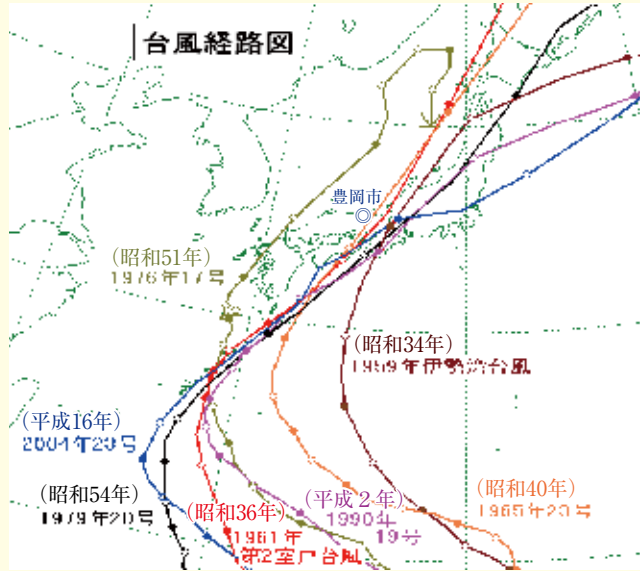 台風経路図
豊岡市
(昭和51年)
1976年17号
(昭和34年)
1959年伊勢湾台風
(平成16年)
2004年23号
(昭和54年)
1979年20号
(昭和36年)
1961年
第2室戸台風
(平成2年)
1990年
19号
(昭和40年)
1965年23号